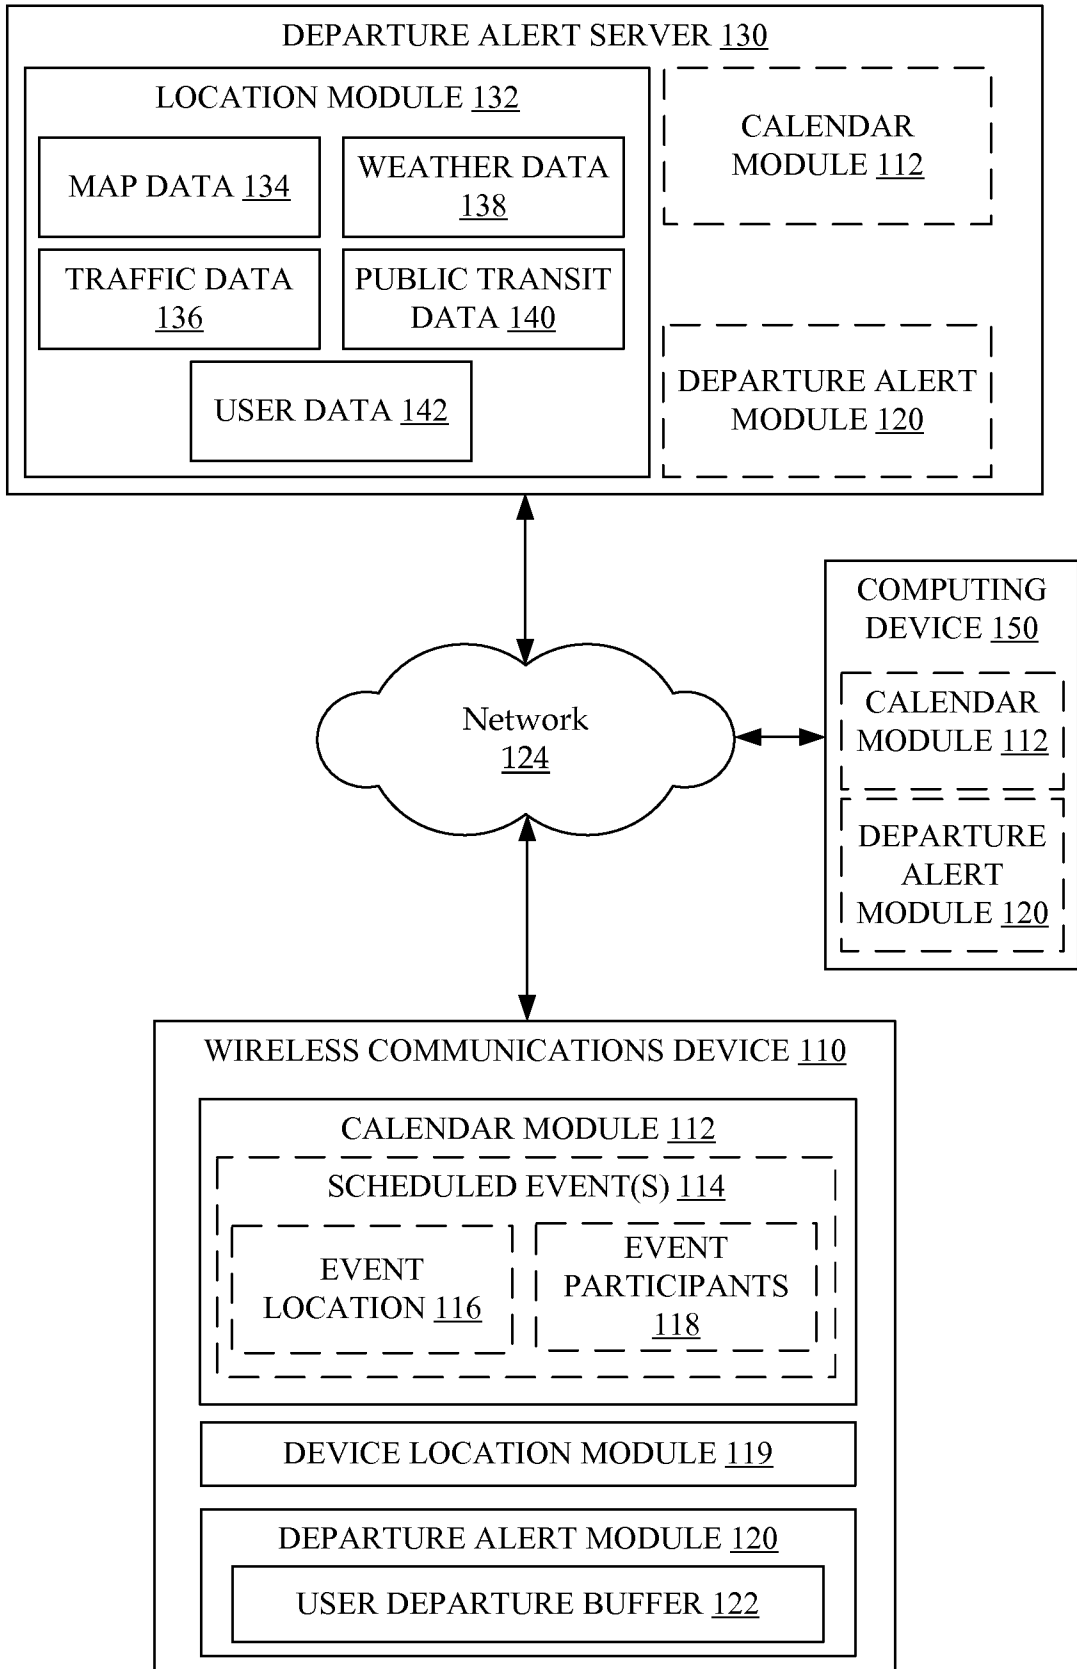 DEPARTURE ALERT SERVER 130
LOCATION MODULE 132
MAP DATA 134
WEATHER DATA
138
TRAFFIC DATA
136
PUBLIC TRANSIT
DATA 140
USER DATA 142
CALENDAR
MODULE 112
DEPARTURE ALERT
MODULE 120
Network
124
COMPUTING
DEVICE 150
CALENDAR
MODULE 112
DEPARTURE
ALERT
MODULE 120
WIRELESS COMMUNICATIONS DEVICE 110
CALENDAR MODULE 112
SCHEDULED EVENT(S) 114
EVENT
LOCATION 116
EVENT
PARTICIPANTS
118
DEVICE LOCATION MODULE 119
DEPARTURE ALERT MODULE 120
USER DEPARTURE BUFFER 122